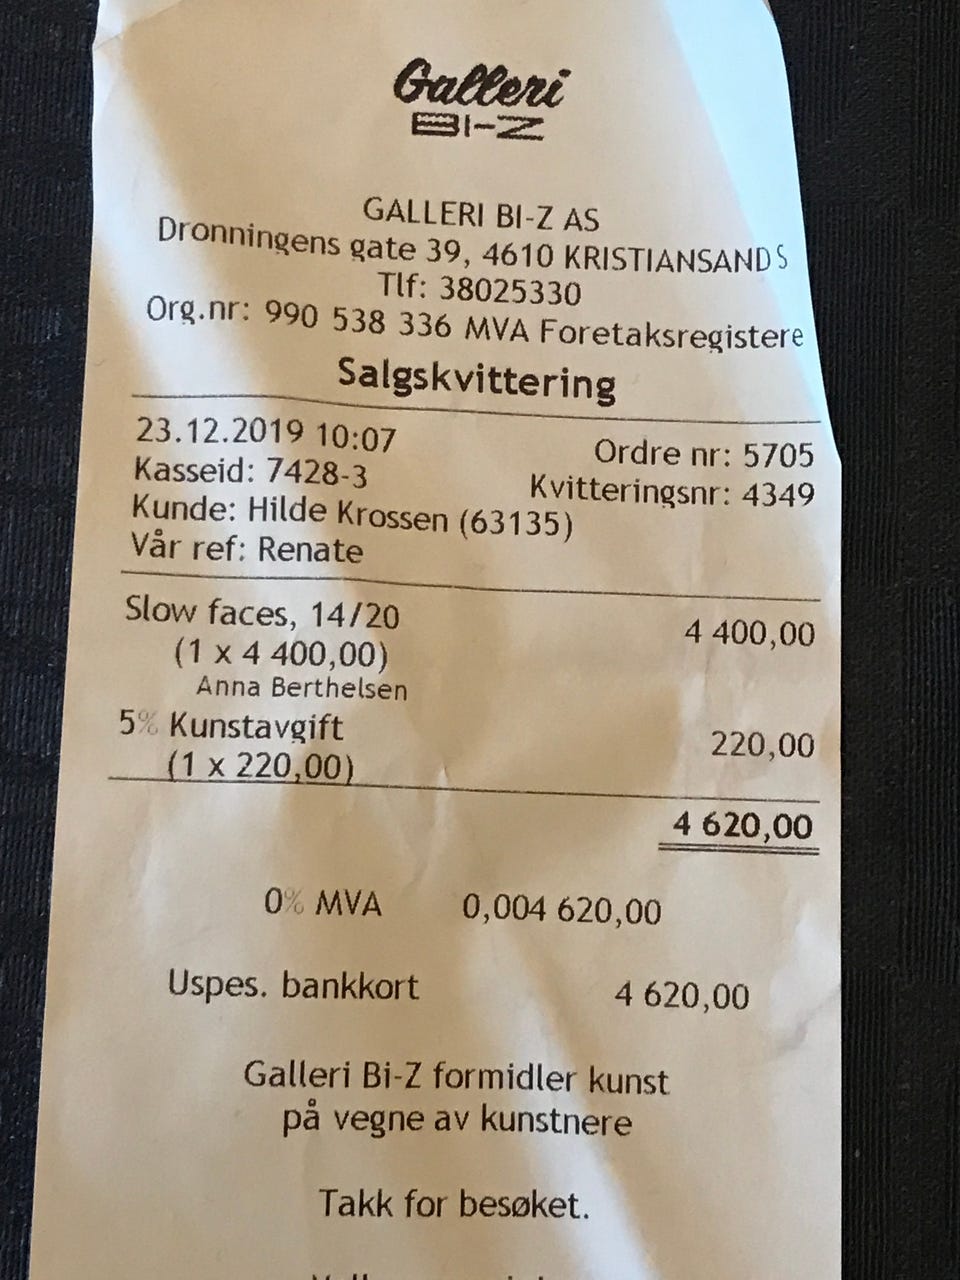 Galleri
BI-Z
GALLERI BI-Z AS
Dronningens gate 39, 4610 KRISTIANSAND S
Tlf: 38025330
Org.nr: 990 538 336 MVA Foretaksregistere
Salgskvittering
23.12.2019 10:07
Ordre nr: 5705
Kasseid: 7428-3
Kvitteringsnr: 4349
Kunde: Hilde Krossen (63135)
Vår ref: Renate
Slow faces, 14/20 4 400,00
(1 x 4 400,00)
Anna Berthelsen
5% Kunstavgift 220,00
(1 x 220,00)
4 620,00
0% MVA 0,004 620,00
Uspes. bankkort 4 620,00
Galleri Bi-Z formidler kunst
på vegne av kunstnere
Takk for besøket.